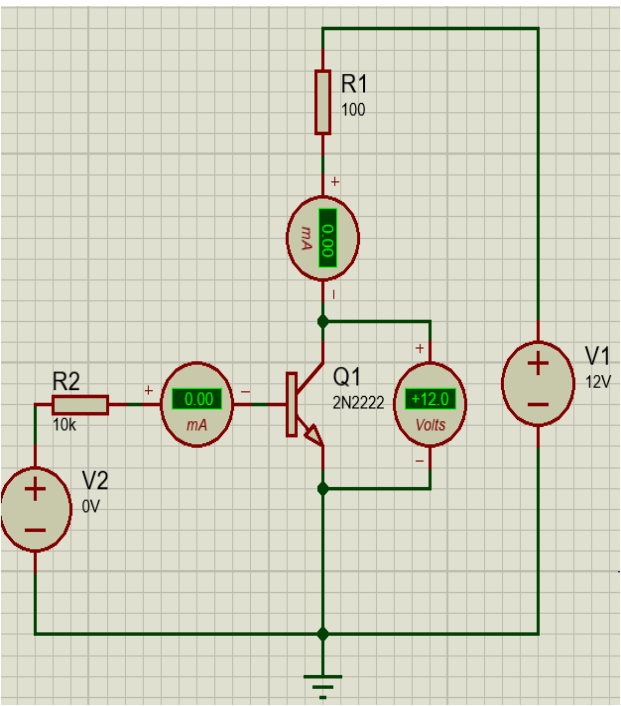 R1
100
+
0.00
mA
−
R2
10k
+
0.00
mA
−
Q1
2N2222
+
+12.0
Volts
−
+
−
V1
12V
+
−
V2
0V